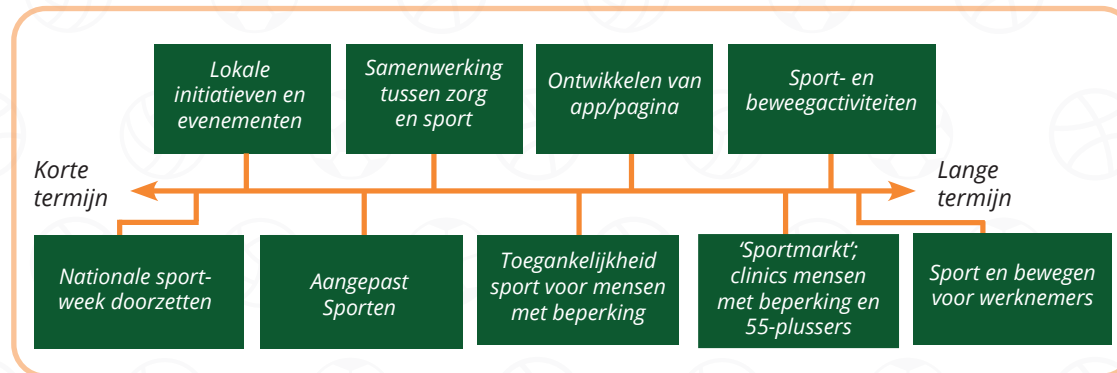 Lokale
initiatieven en
evenementen
Samenwerking
tussen zorg
en sport
Ontwikkelen van
app/pagina
Sport- en
beweegactiviteiten
Korte
termijn
Lange
termijn
Nationale sport-
week doorzetten
Aangepast
Sporten
Toegankelijkheid
sport voor mensen
met beperking
‘Sportmarkt’;
clinics mensen
met beperking en
55-plussers
Sport en bewegen
voor werknemers